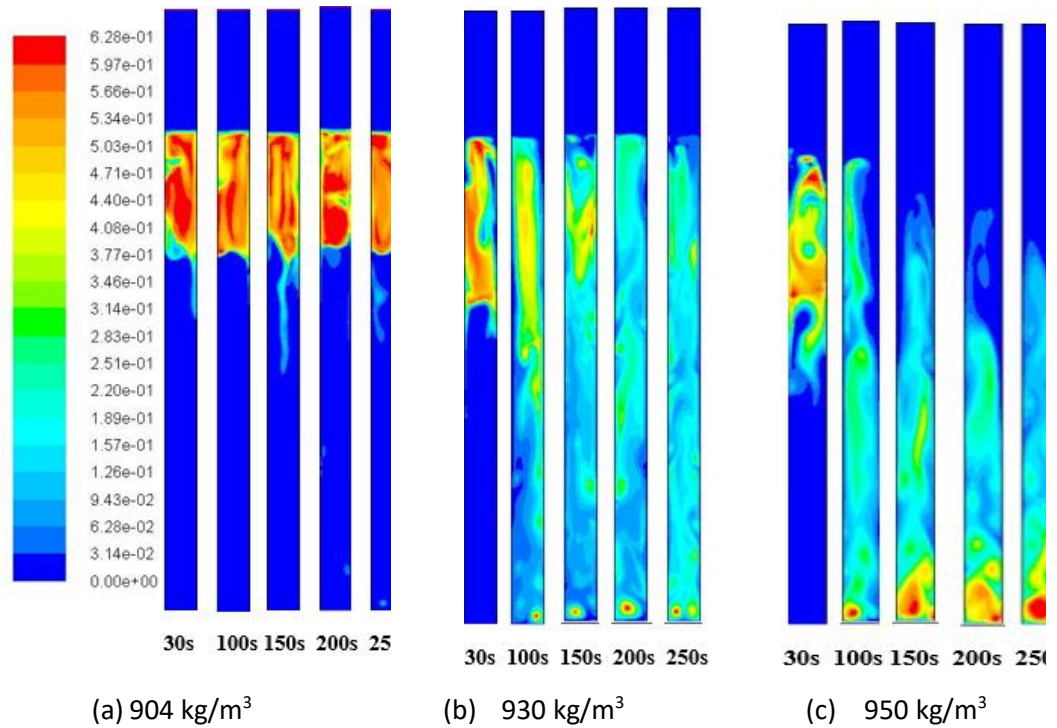 6.28e-01
5.97e-01
5.66e-01
5.34e-01
5.03e-01
4.71e-01
4.40e-01
4.08e-01
3.77e-01
3.46e-01
3.14e-01
2.83e-01
2.51e-01
1.89e-01
1.57e-01
1.26e-01
9.43e-02
6.28e-02
3.14e-02
0.00e+00
30s 100s 150s 200s 25
30s 100s 150s 200s 250s
30s 100s 150s 200s 250
(a) 904 kg/m³
(b) 930 kg/m³
(c) 950 kg/m³